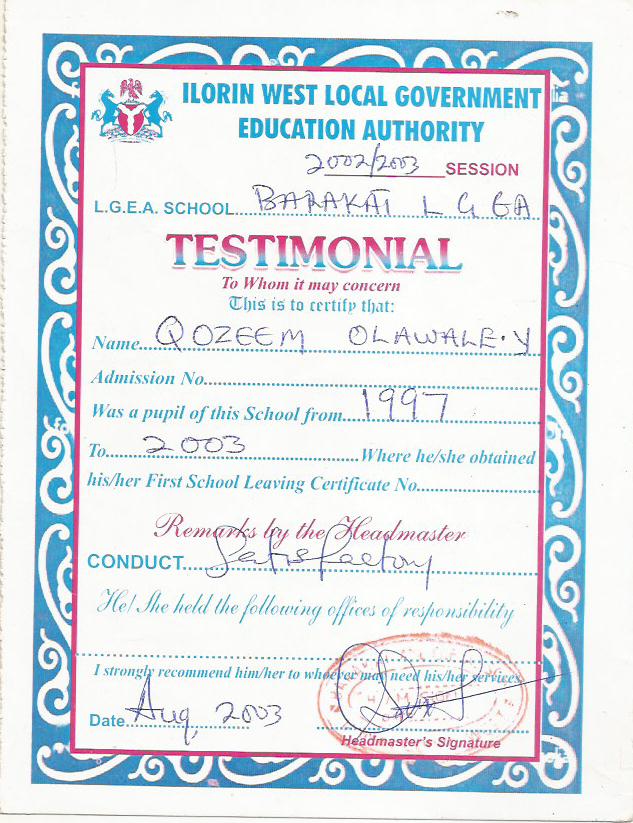 ILORIN WEST LOCAL GOVERNMENT
EDUCATION AUTHORITY
2002/2003 SESSION
L.G.E.A. SCHOOL BARAKAT L G EA
TESTIMONIAL
To Whom it may concern
This is to certify that:
Name QOZEEM OLAWALE.Y
Admission No
Was a pupil of this School from 1997
To 2003 Where he/she obtained
his/her First School Leaving Certificate No
Remarks by the Headmaster
CONDUCT Satisfactory
He/She held the following offices of responsibility
I strongly recommend him/her to whoever may need his/her services
Date Aug, 2003
Headmaster's Signature